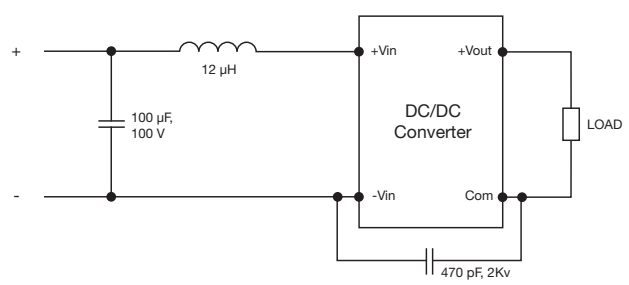 +
+Vin
+Vout
12 µH
DC/DC
Converter
100 µF,
100 V
LOAD
-
-Vin
Com
470 pF, 2Kv